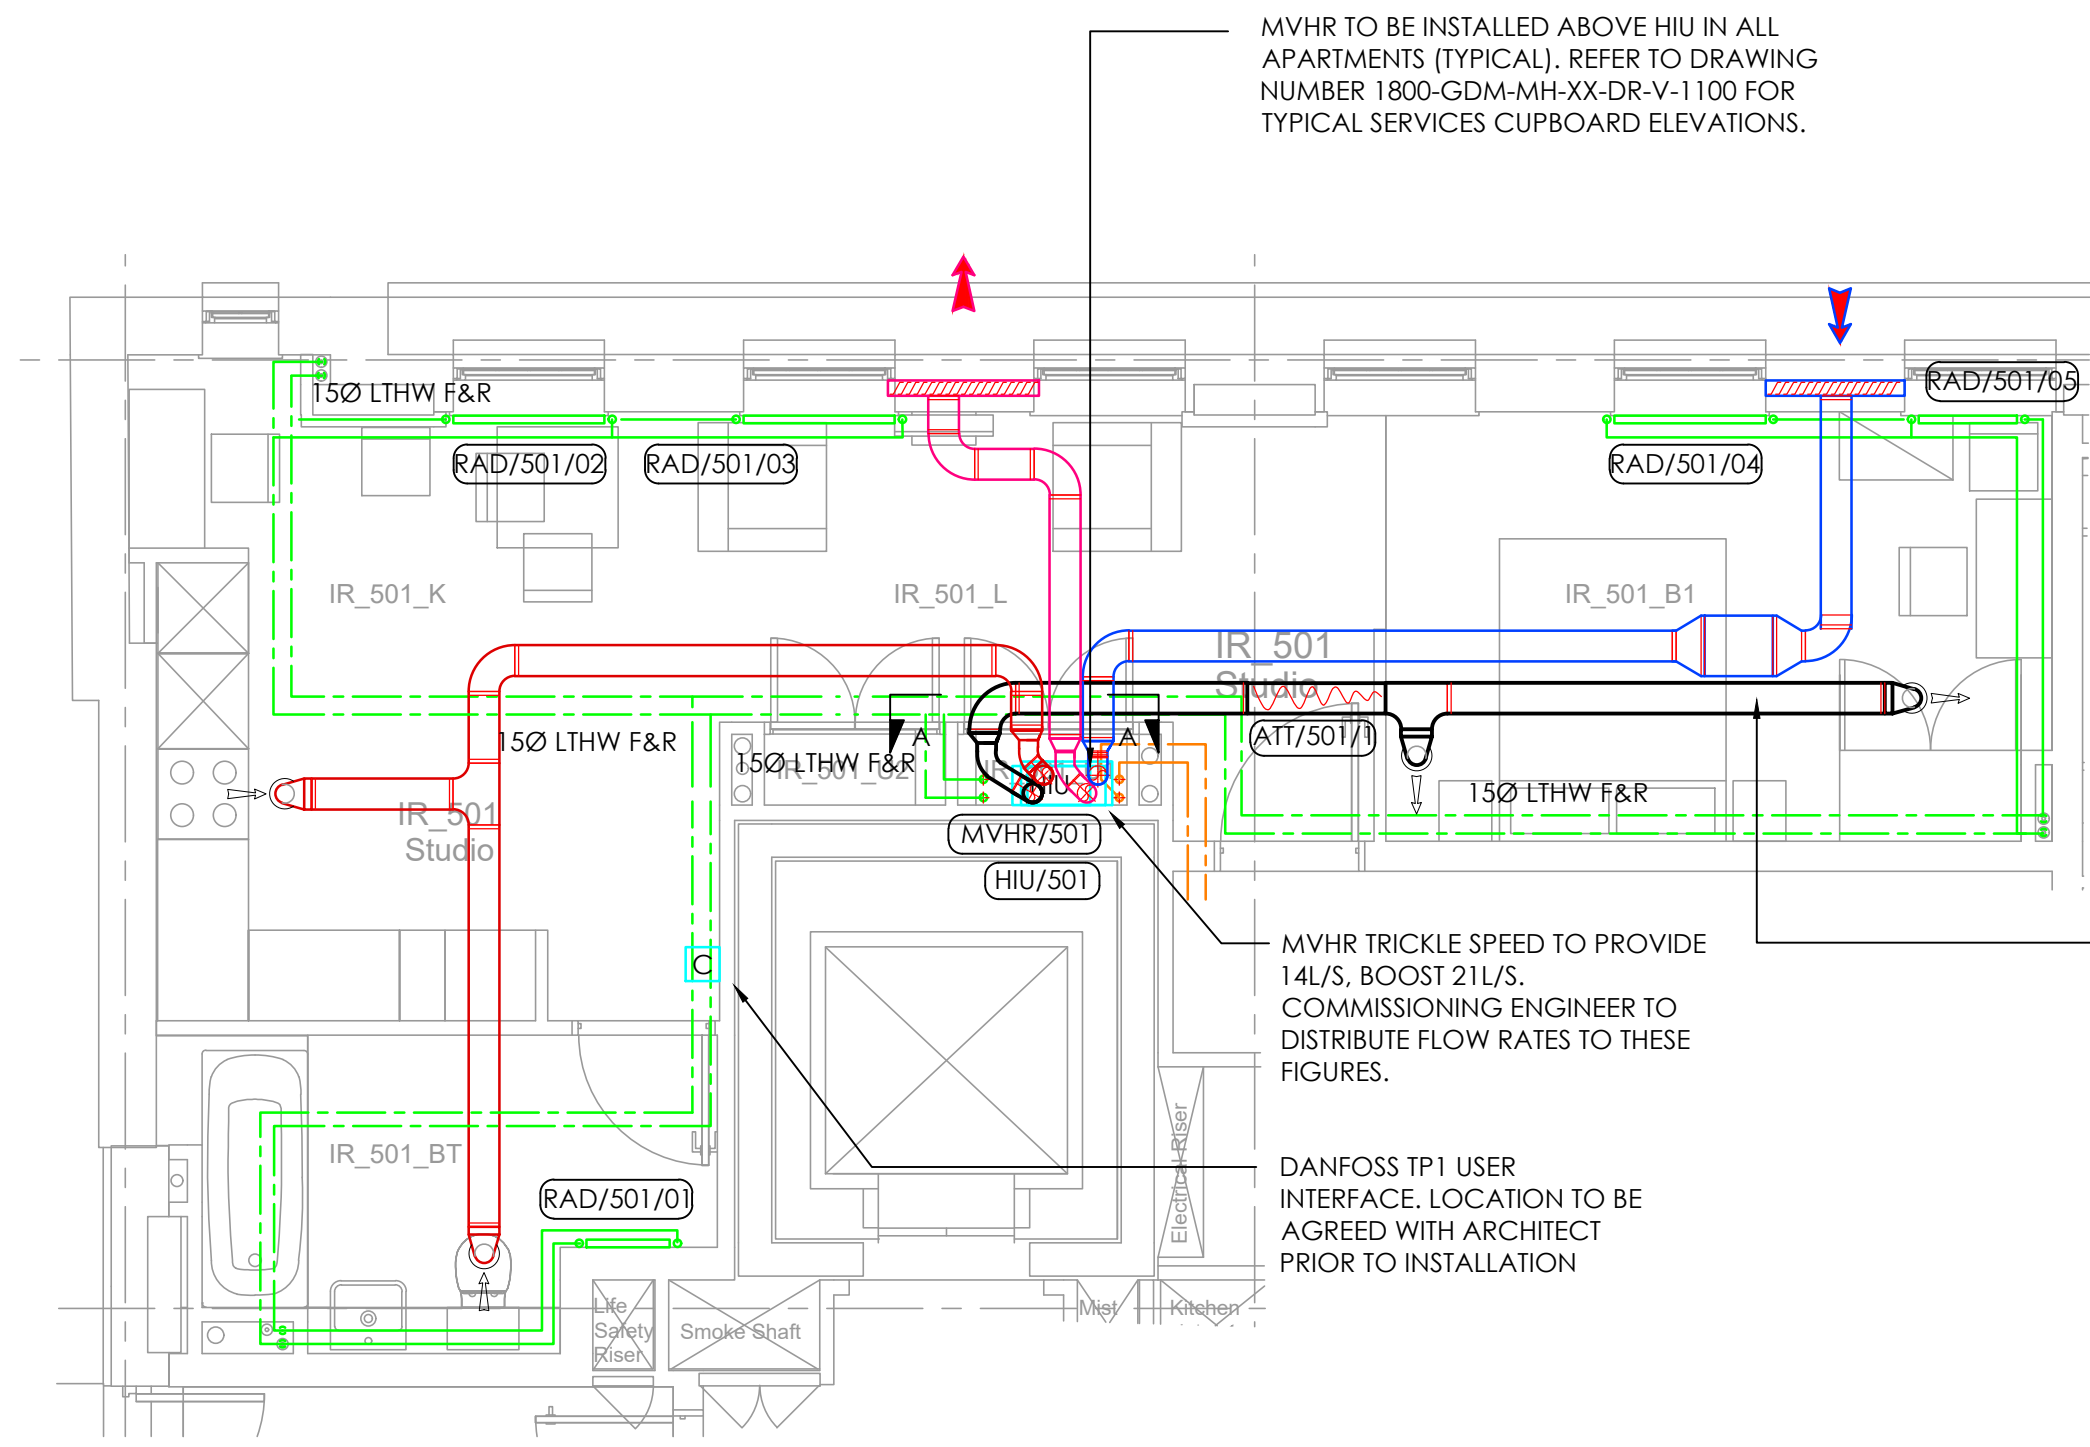 MVHR TO BE INSTALLED ABOVE HIU IN ALL
APARTMENTS (TYPICAL). REFER TO DRAWING
NUMBER 1800-GDM-MH-XX-DR-V-1100 FOR
TYPICAL SERVICES CUPBOARD ELEVATIONS.
15Ø LTHW F&R
RAD/501/05
RAD/501/02
RAD/501/03
RAD/501/04
IR_501_K
IR_501_L
IR_501_B1
IR_501
Studio
15Ø LTHW F&R
A
A
ATT/501/1
15Ø LTHW F&R
15Ø LTHW F&R
IR_501
Studio
MVHR/501
HIU/501
C
MVHR TRICKLE SPEED TO PROVIDE
14L/S, BOOST 21L/S.
COMMISSIONING ENGINEER TO
DISTRIBUTE FLOW RATES TO THESE
FIGURES.
IR_501_BT
RAD/501/01
Electrical Riser
DANFOSS TP1 USER
INTERFACE. LOCATION TO BE
AGREED WITH ARCHITECT
PRIOR TO INSTALLATION
Life
Safety
Riser
Smoke Shaft
Mist
Kitchen